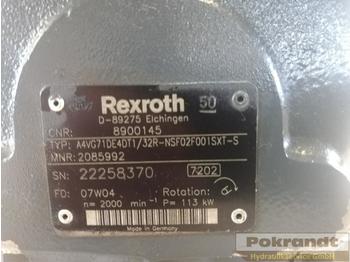 Rexroth 50
D-89275 Elchingen
CNR: 8900145
TYP: A4VG71DE4DT1/32R-NSF02F001SXT-S
MNR: 2085992
SN: 22258370 7202
FD: 07W04 Rotation:
n= 2000 min⁻¹ P= 113 kW
Made in Germany
Pokrandt
Hydraulikservice GmbH